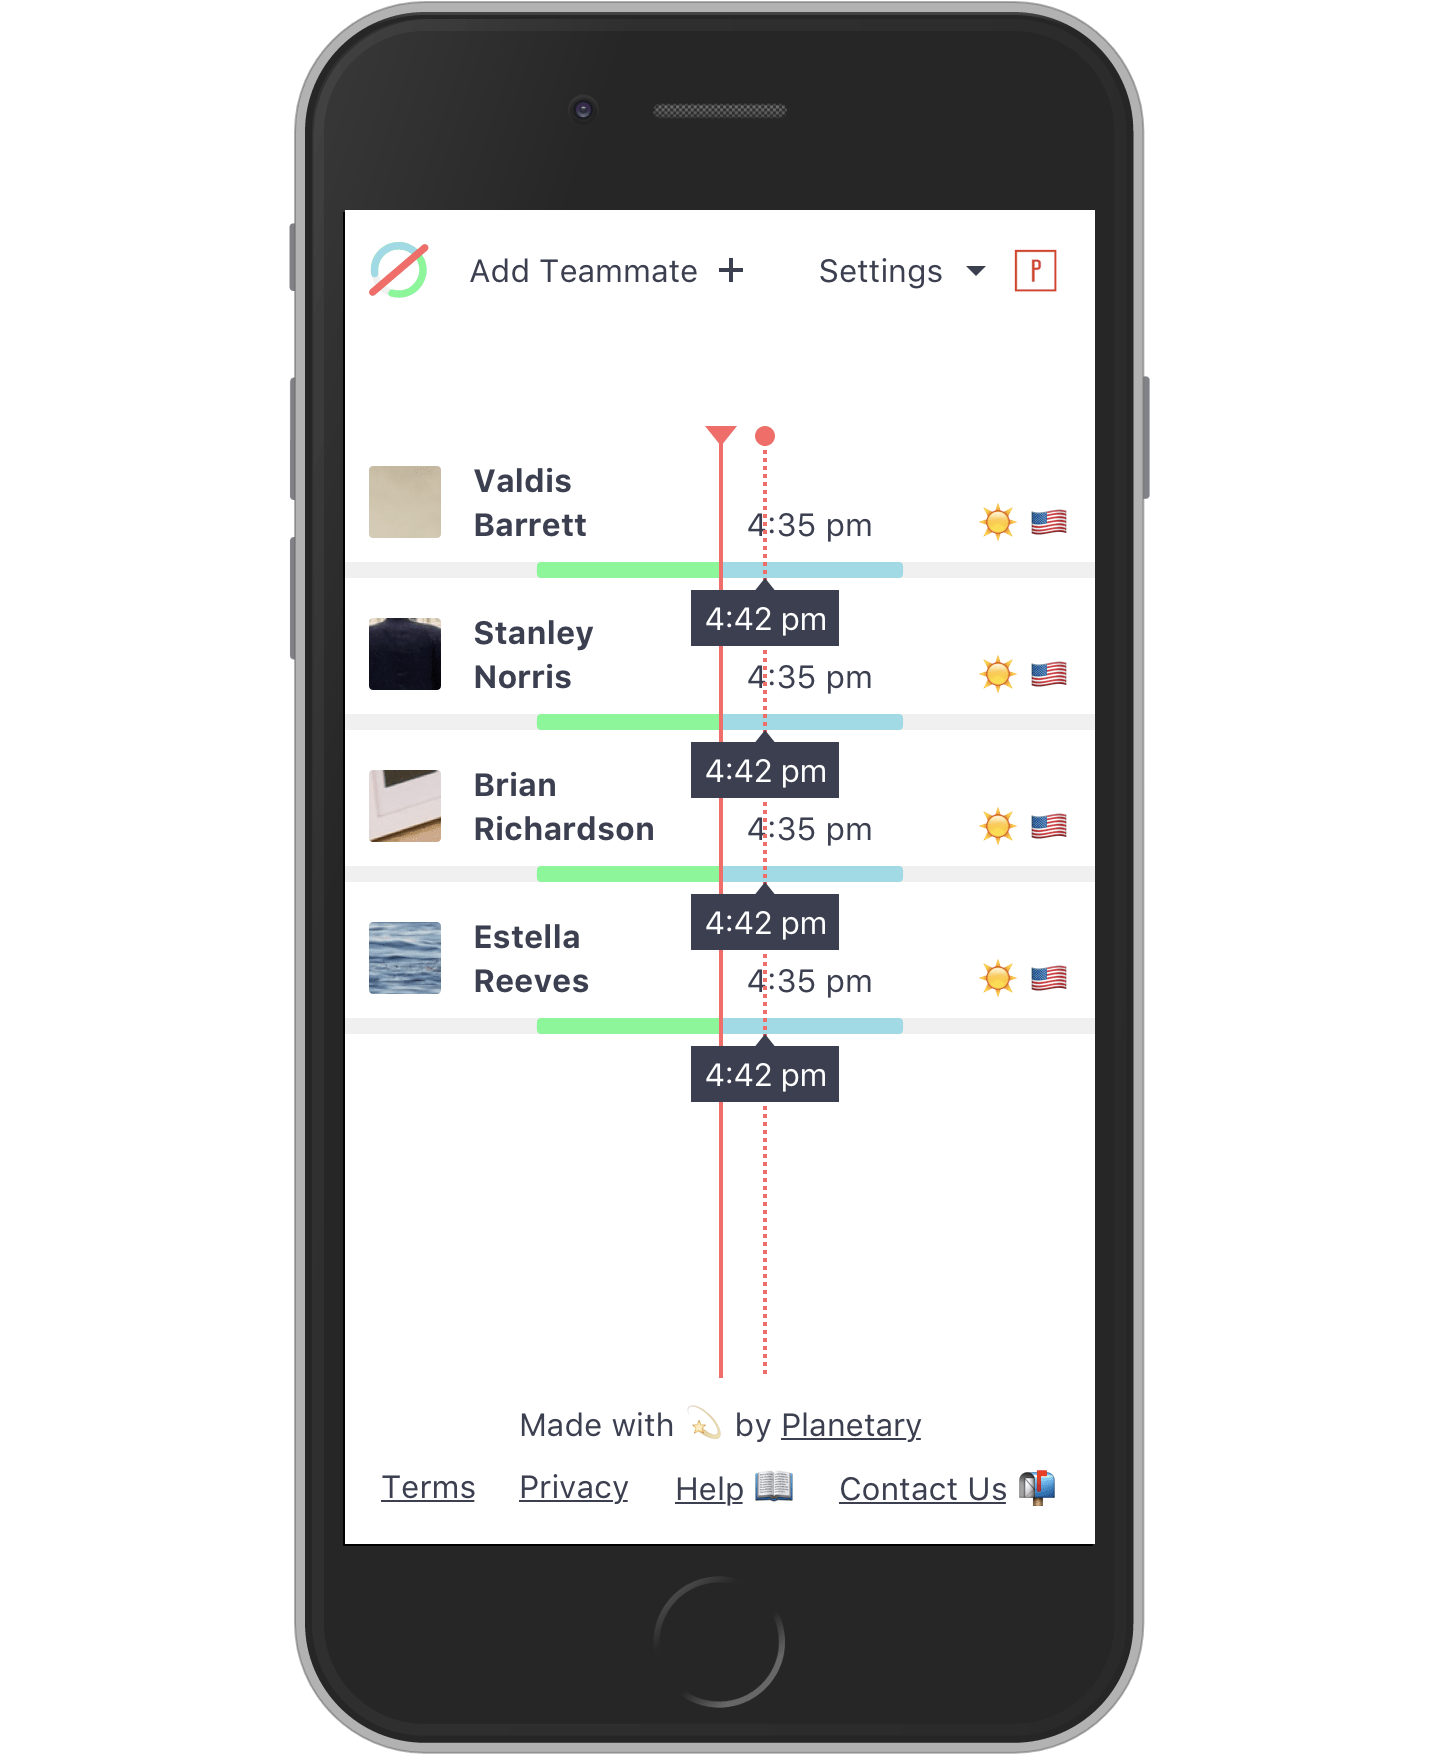 Add Teammate +
Settings
P
Valdis
Barrett
4:35 pm
4:42 pm
Stanley
Norris
4:35 pm
4:42 pm
Brian
Richardson
4:35 pm
4:42 pm
Estella
Reeves
4:35 pm
4:42 pm
Made with 💫 by Planetary
Terms Privacy Help 📖 Contact Us 📬